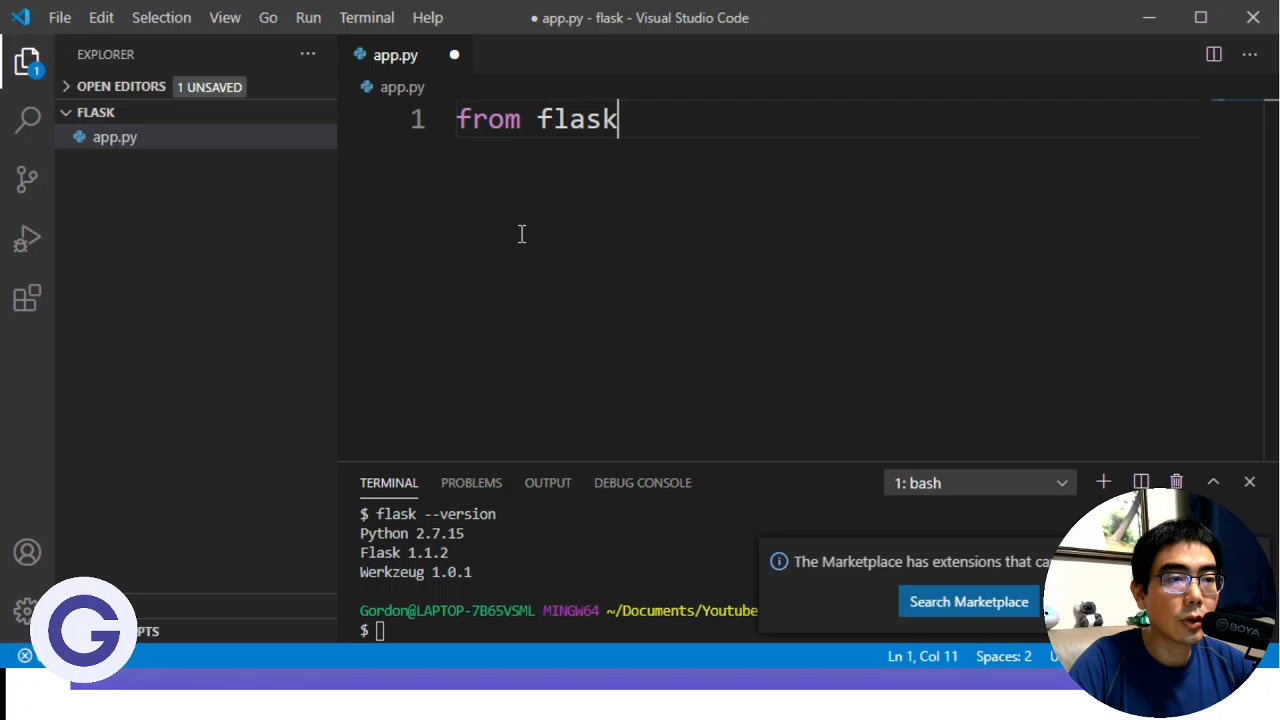 File Edit Selection View Go Run Terminal Help
● app.py - flask - Visual Studio Code
EXPLORER
1
OPEN EDITORS 1 UNSAVED
FLASK
app.py
app.py
app.py
1 from flask
TERMINAL PROBLEMS OUTPUT DEBUG CONSOLE
1: bash
$ flask --version
Python 2.7.15
Flask 1.1.2
Werkzeug 1.0.1
Gordon@LAPTOP-7B65VSML MINGW64 ~/Documents/Youtube
$
The Marketplace has extensions that ca
Search Marketplace
BOYA
G
PTS
Ln 1, Col 11 Spaces: 2 U